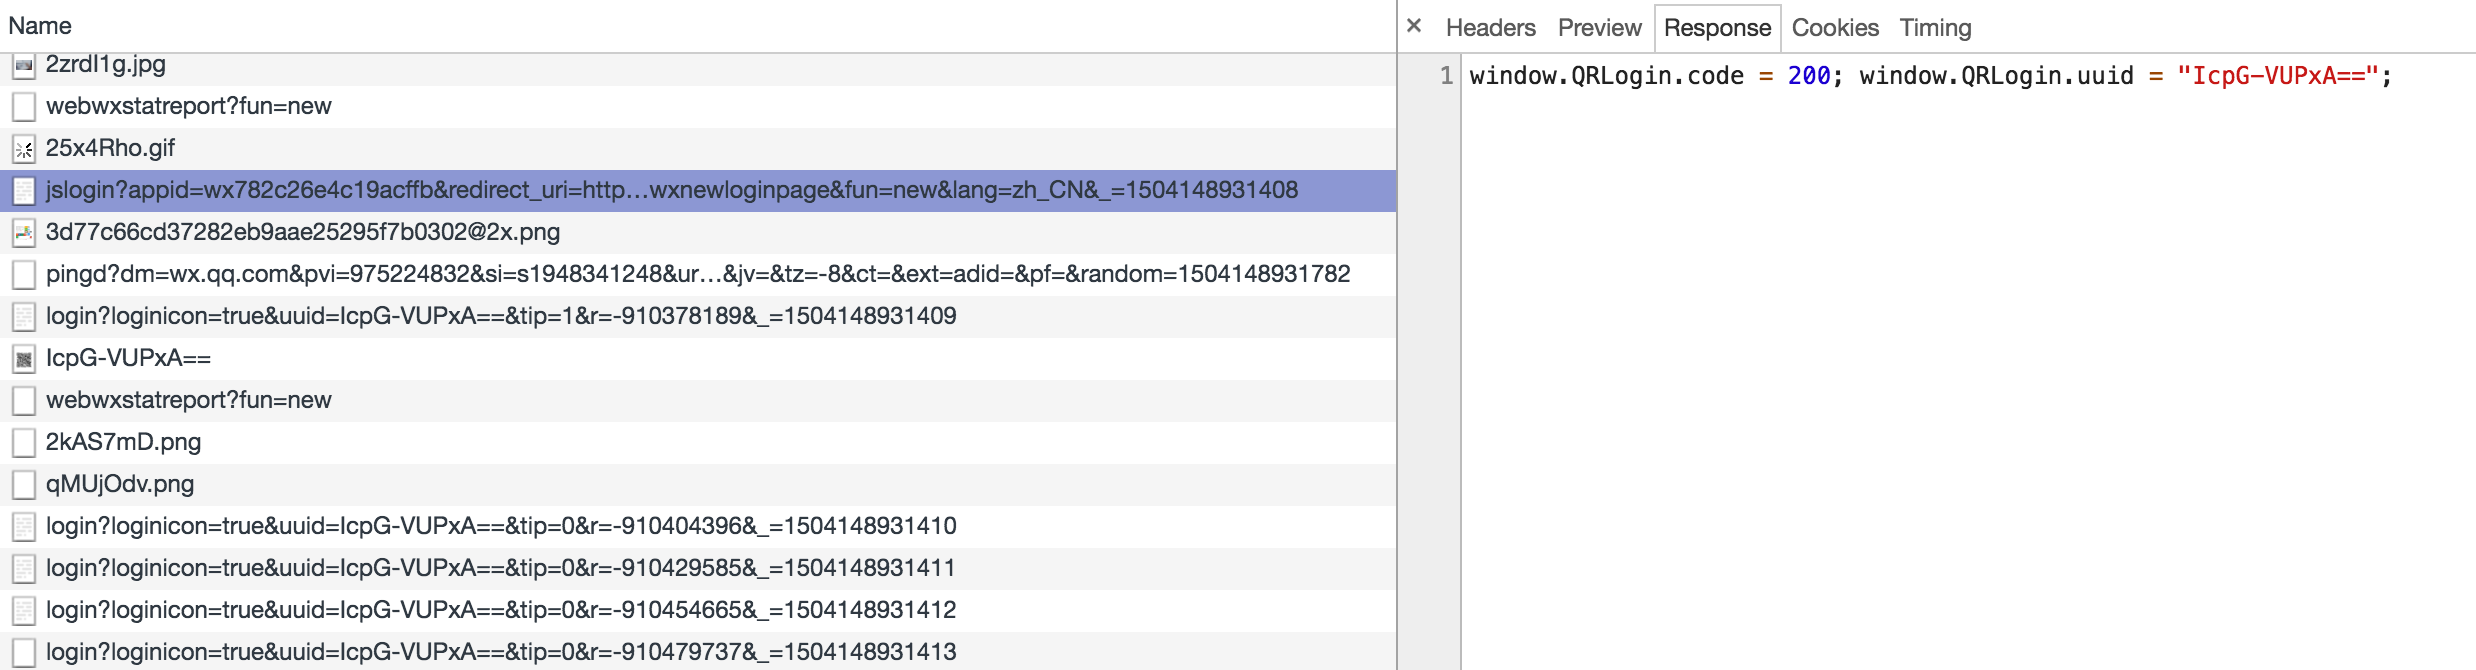 Name
2zrdI1g.jpg
webwxstatreport?fun=new
25x4Rho.gif
jslogin?appid=wx782c26e4c19acffb&redirect_uri=http…wxnewloginpage&fun=new&lang=zh_CN&_=1504148931408
3d77c66cd37282eb9aae25295f7b0302@2x.png
pingd?dm=wx.qq.com&pvi=975224832&si=s1948341248&ur…&jv=&tz=-8&ct=&ext=adid=&pf=&random=1504148931782
login?loginicon=true&uuid=IcpG-VUPxA==&tip=1&r=-910378189&_=1504148931409
IcpG-VUPxA==
webwxstatreport?fun=new
2kAS7mD.png
qMUjOdv.png
login?loginicon=true&uuid=IcpG-VUPxA==&tip=0&r=-910404396&_=1504148931410
login?loginicon=true&uuid=IcpG-VUPxA==&tip=0&r=-910429585&_=1504148931411
login?loginicon=true&uuid=IcpG-VUPxA==&tip=0&r=-910454665&_=1504148931412
login?loginicon=true&uuid=IcpG-VUPxA==&tip=0&r=-910479737&_=1504148931413
× Headers Preview Response Cookies Timing
1 window.QRLogin.code = 200; window.QRLogin.uuid = "IcpG-VUPxA==";